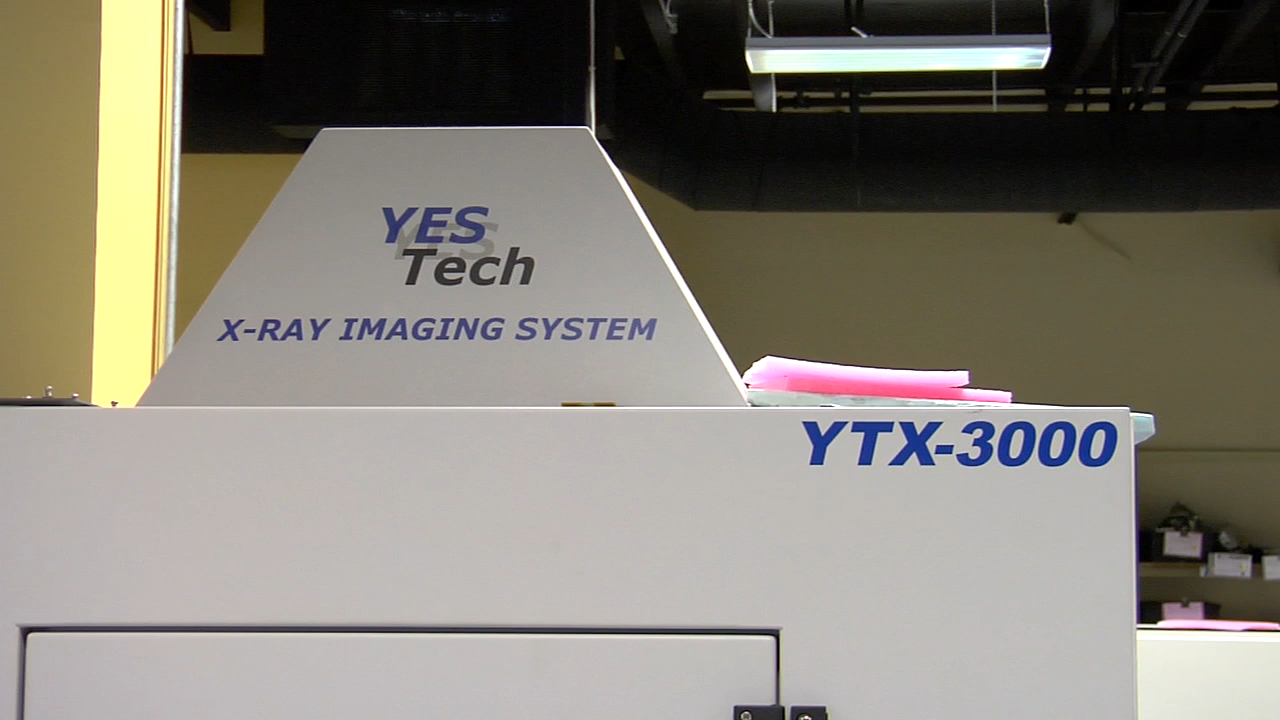 YES
Tech
X-RAY IMAGING SYSTEM
YTX-3000